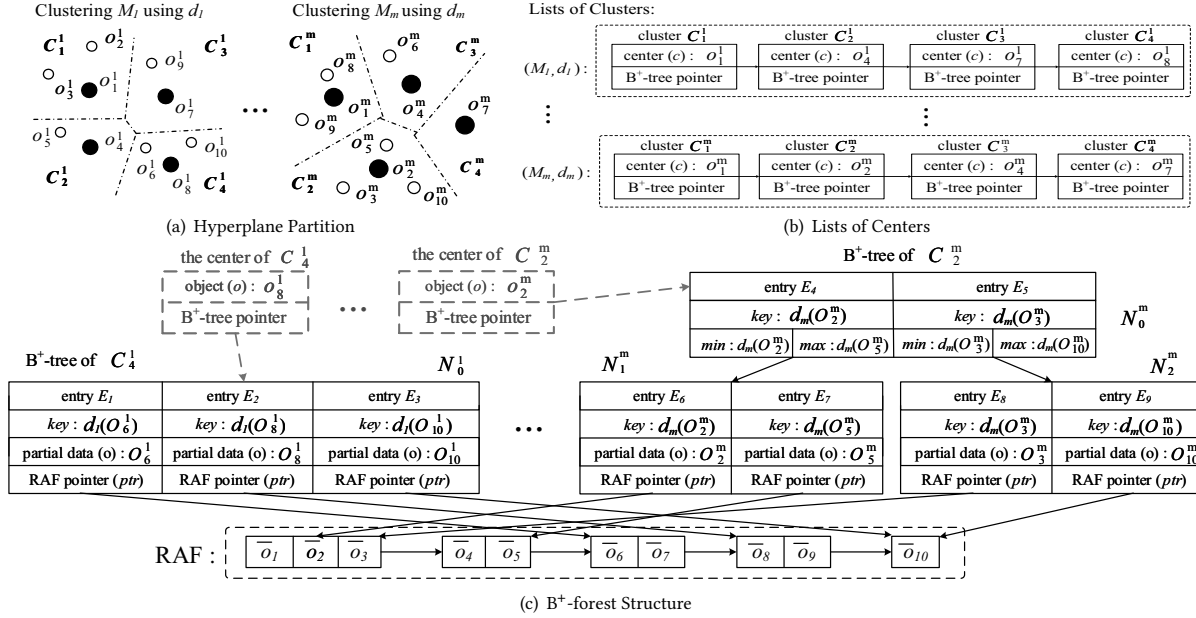 Clustering M₁ using d₁
Clustering Mₘ using dₘ
C₁¹ o₂¹ C₃¹
o₉¹
o₃¹ o₁¹ o₇¹
o₅¹ o₄¹ o₁₀¹
o₆¹
C₂¹ o₈¹ C₄¹
...
C₁ᵐ o₆ᵐ C₃ᵐ
o₈ᵐ
o₁ᵐ o₄ᵐ o₇ᵐ
o₉ᵐ
o₅ᵐ
C₂ᵐ o₂ᵐ C₄ᵐ
o₃ᵐ o₁₀ᵐ
(a) Hyperplane Partition
Lists of Clusters:
cluster C₁¹ cluster C₂¹ cluster C₃¹ cluster C₄¹
(M₁, d₁) : center (c) : o₁¹ center (c) : o₄¹ center (c) : o₇¹ center (c) : o₈¹
B⁺-tree pointer B⁺-tree pointer B⁺-tree pointer B⁺-tree pointer
⋮ ⋮
cluster C₁ᵐ cluster C₂ᵐ cluster C₃ᵐ cluster C₄ᵐ
(Mₘ, dₘ) : center (c) : o₁ᵐ center (c) : o₂ᵐ center (c) : o₄ᵐ center (c) : o₇ᵐ
B⁺-tree pointer B⁺-tree pointer B⁺-tree pointer B⁺-tree pointer
(b) Lists of Centers
the center of C₄¹
object (o) : o₈¹
B⁺-tree pointer
...
the center of C₂ᵐ
object (o) : o₂ᵐ
B⁺-tree pointer
B⁺-tree of C₂ᵐ
entry E₄ entry E₅
key : dₘ(O₂ᵐ) key : dₘ(O₃ᵐ) N₀ᵐ
min : dₘ(O₂ᵐ) max : dₘ(O₅ᵐ) min : dₘ(O₃ᵐ) max : dₘ(O₁₀ᵐ)
B⁺-tree of C₄¹ N₀¹
entry E₁ entry E₂ entry E₃
key : d₁(O₆¹) key : d₁(O₈¹) key : d₁(O₁₀¹)
partial data (o) : O₆¹ partial data (o) : O₈¹ partial data (o) : O₁₀¹
RAF pointer (ptr) RAF pointer (ptr) RAF pointer (ptr)
...
N₁ᵐ
entry E₆ entry E₇
key : dₘ(O₂ᵐ) key : dₘ(O₅ᵐ)
partial data (o) : O₂ᵐ partial data (o) : O₅ᵐ
RAF pointer (ptr) RAF pointer (ptr)
N₂ᵐ
entry E₈ entry E₉
key : dₘ(O₃ᵐ) key : dₘ(O₁₀ᵐ)
partial data (o) : O₃ᵐ partial data (o) : O₁₀ᵐ
RAF pointer (ptr) RAF pointer (ptr)
RAF : o̅₁ o̅₂ o̅₃ o̅₄ o̅₅ o̅₆ o̅₇ o̅₈ o̅₉ o̅₁₀
(c) B⁺-forest Structure